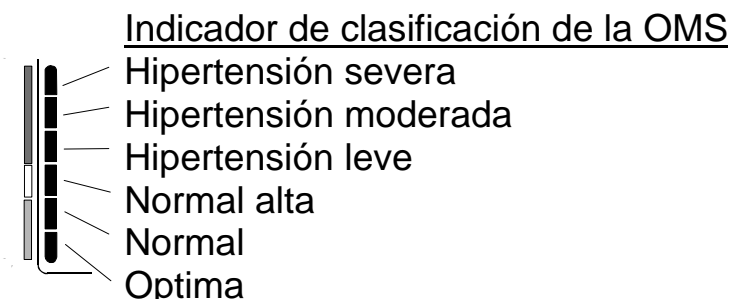 Indicador de clasificación de la OMS
Hipertensión severa
Hipertensión moderada
Hipertensión leve
Normal alta
Normal
Optima